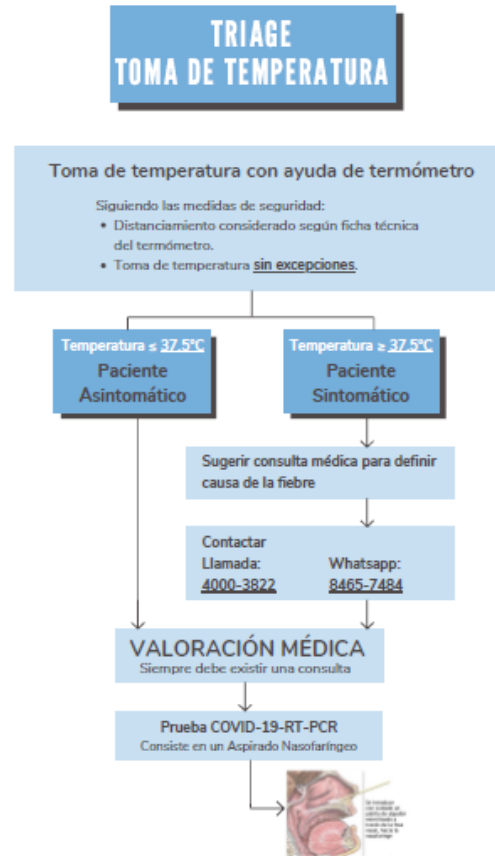 TRIAGE
TOMA DE TEMPERATURA
Toma de temperatura con ayuda de termómetro
Siguiendo las medidas de seguridad:
• Distanciamiento considerado según ficha técnica
del termómetro.
• Toma de temperatura sin excepciones.
Temperatura ≤ 37.5°C
Paciente
Asintomático
Temperatura ≥ 37.5°C
Paciente
Sintomático
Sugerir consulta médica para definir
causa de la fiebre
Contactar
Llamada:
4000-3822
Whatsapp:
8465-7484
VALORACIÓN MÉDICA
Siempre debe existir una consulta
Prueba COVID-19-RT-PCR
Consiste en un Aspirado Nasofaríngeo